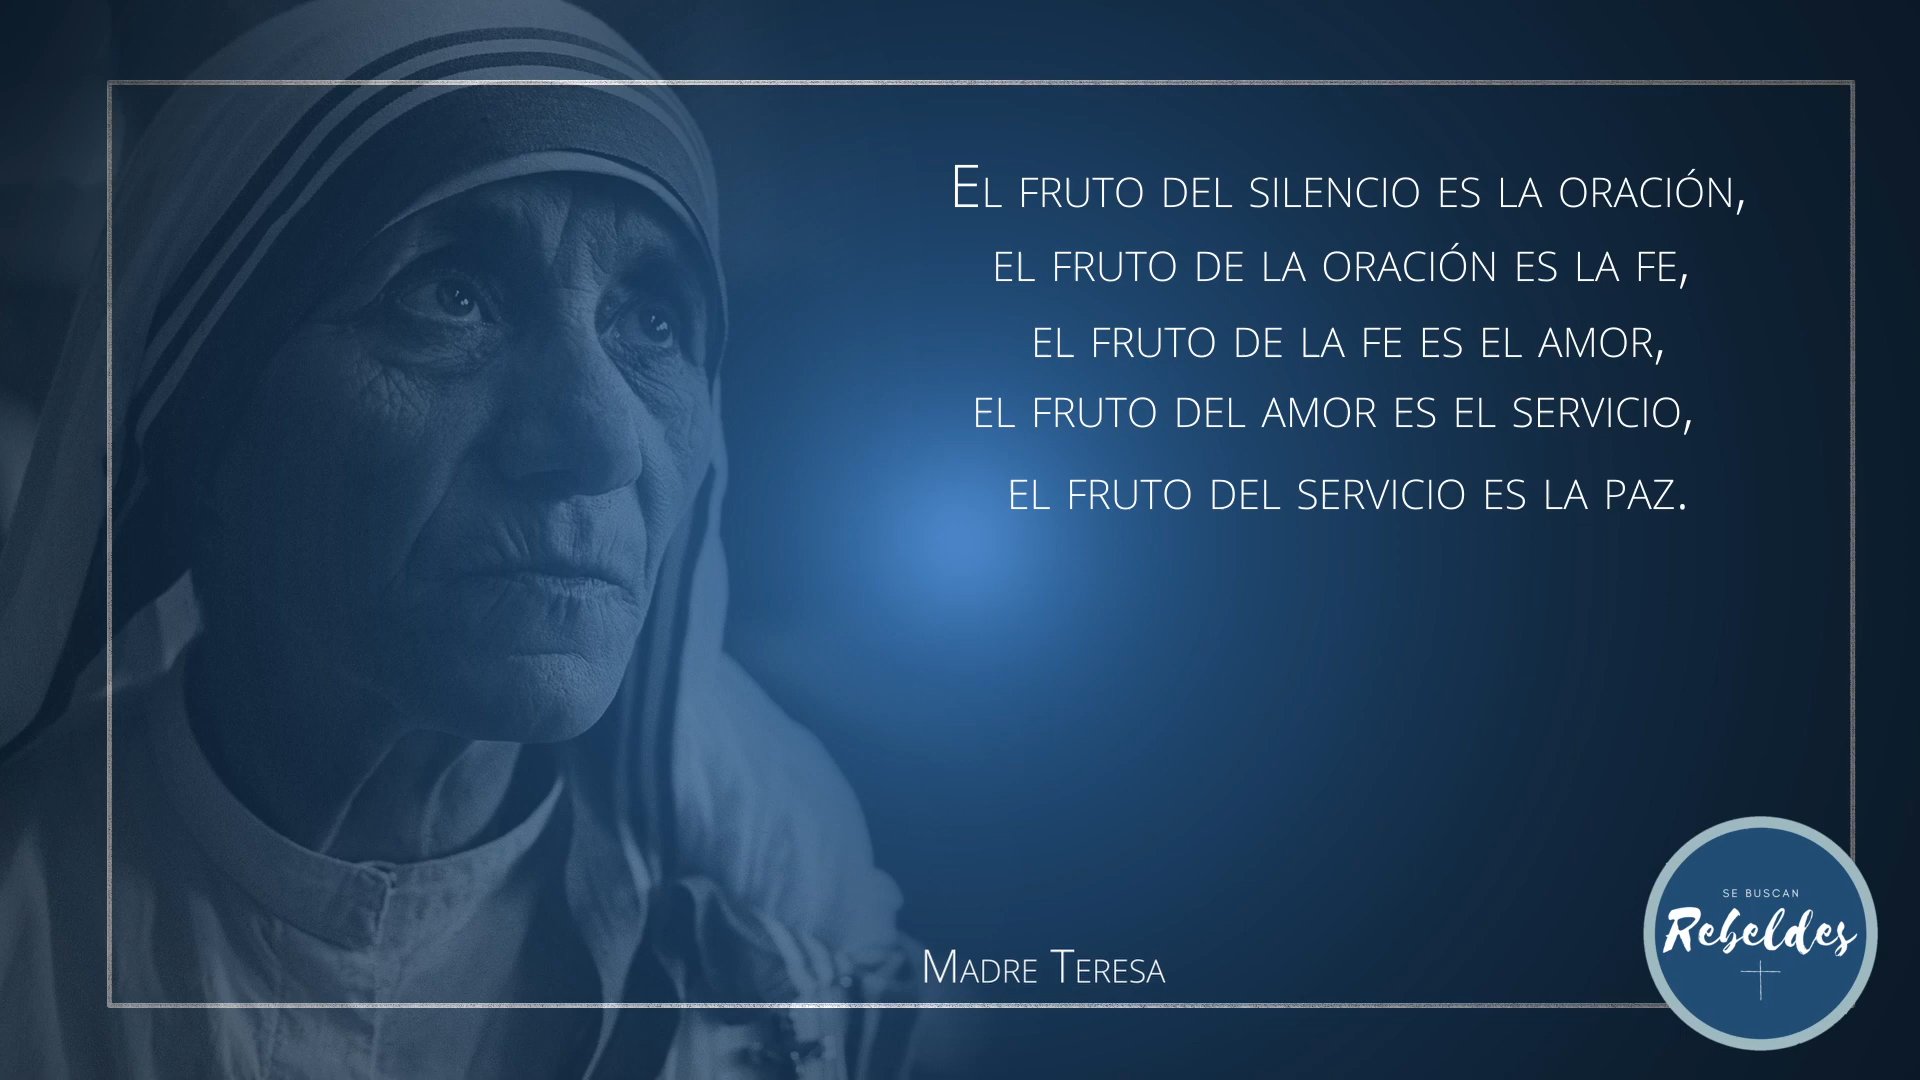 El fruto del silencio es la oración,
el fruto de la oración es la fe,
el fruto de la fe es el amor,
el fruto del amor es el servicio,
el fruto del servicio es la paz.
Madre Teresa
SE BUSCAN
Rebeldes